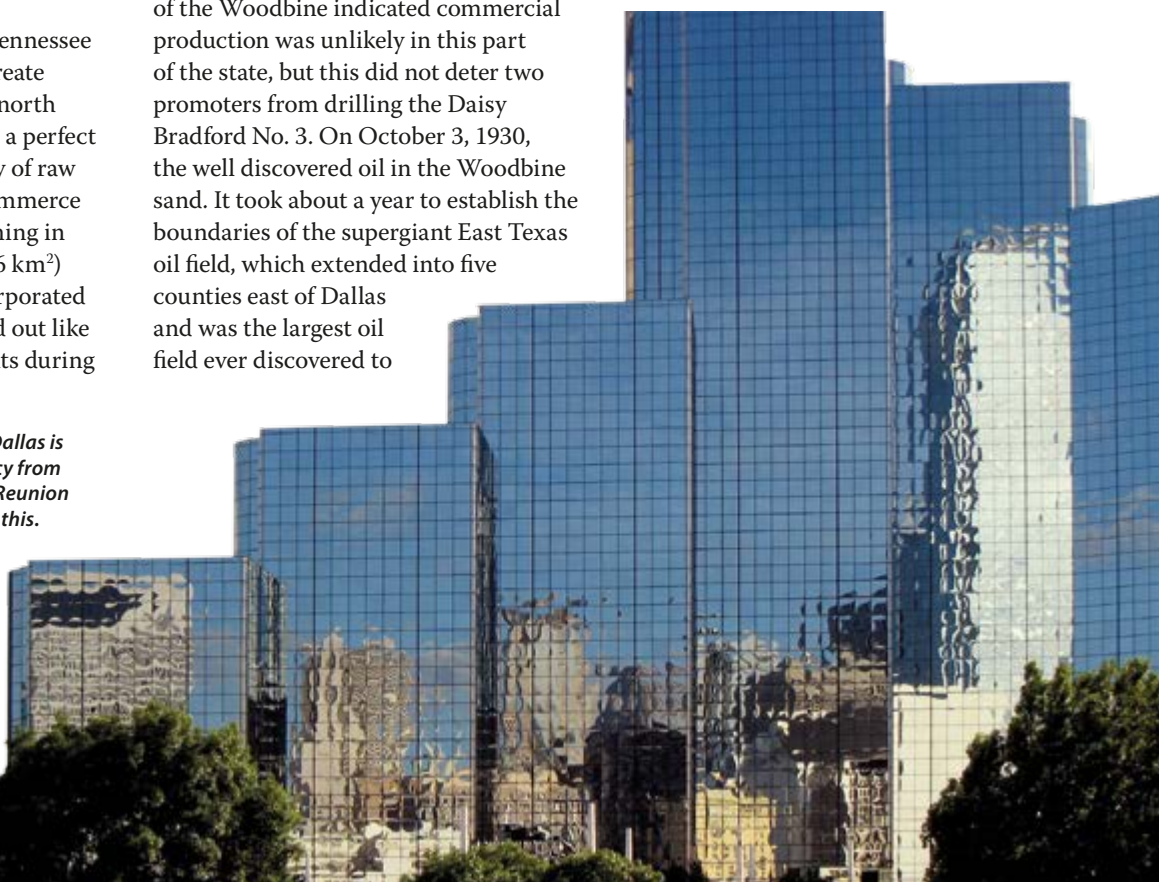 ennessee
reate
north
a perfect
y of raw
mmerce
ning in
6 km²)
rporated
d out like
ts during
allas is
ty from
Reunion
this.
of the Woodbine indicated commercial
production was unlikely in this part
of the state, but this did not deter two
promoters from drilling the Daisy
Bradford No. 3. On October 3, 1930,
the well discovered oil in the Woodbine
sand. It took about a year to establish the
boundaries of the supergiant East Texas
oil field, which extended into five
counties east of Dallas
and was the largest oil
field ever discovered to